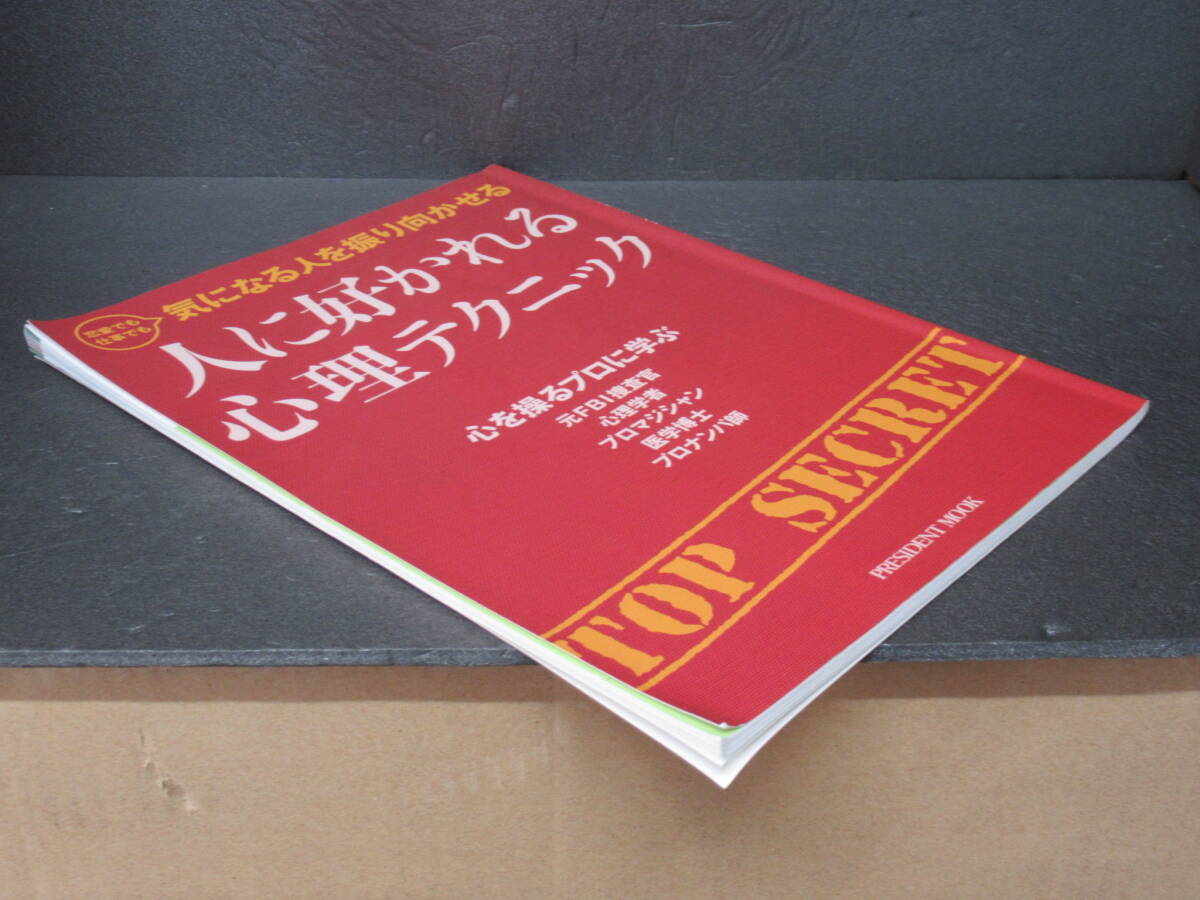 恋愛でも
仕事でも
気になる人を振り向かせる
人に好かれる
心理テクニック
心を操るプロに学ぶ
元FBI捜査官
心理学者
プロマジシャン
医学博士
プロナンパ師
TOP SECRET
PRESIDENT MOOK